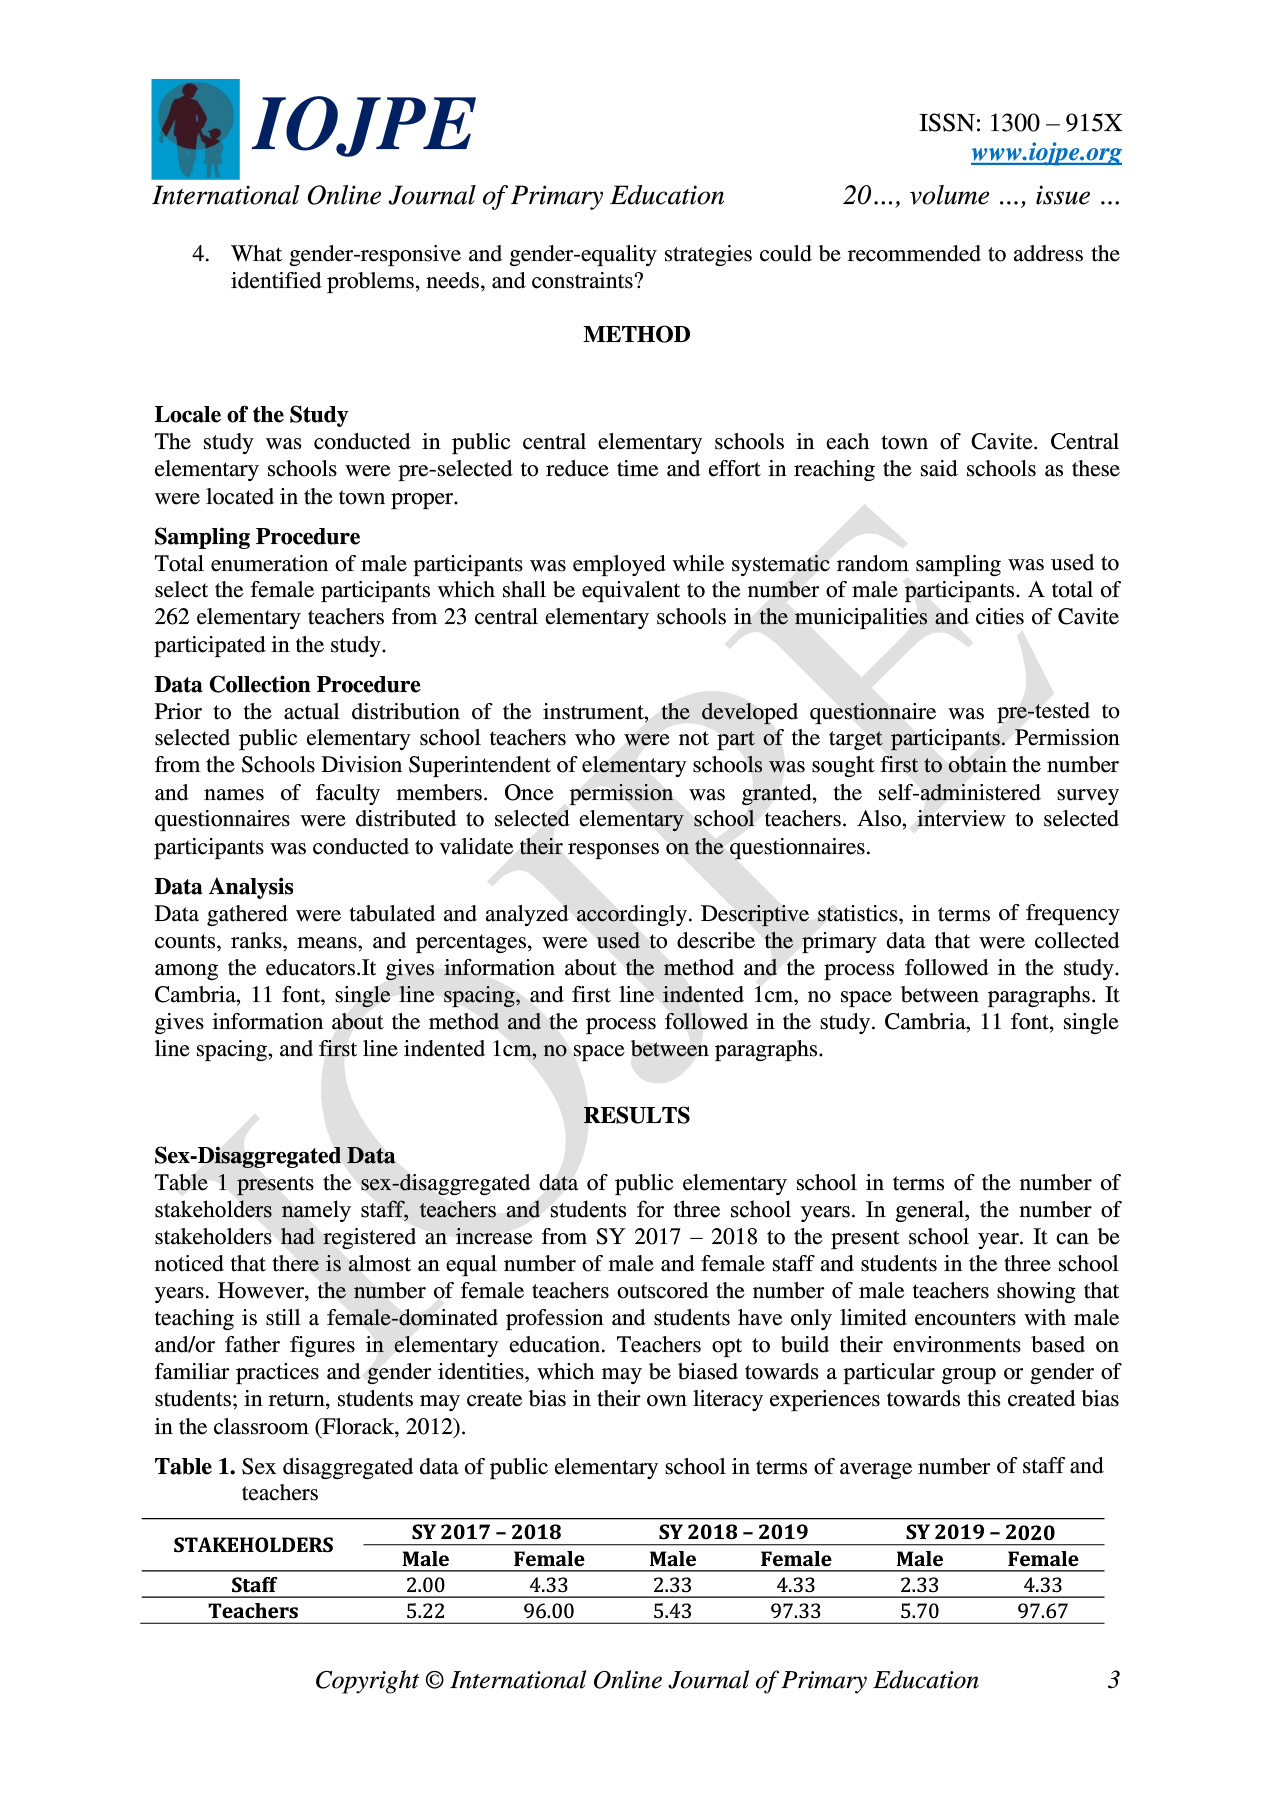 IOJPE
ISSN: 1300 – 915X
www.iojpe.org
International Online Journal of Primary Education 20…, volume …, issue …
4. What gender-responsive and gender-equality strategies could be recommended to address the
identified problems, needs, and constraints?
METHOD
Locale of the Study
The study was conducted in public central elementary schools in each town of Cavite. Central
elementary schools were pre-selected to reduce time and effort in reaching the said schools as these
were located in the town proper.
Sampling Procedure
Total enumeration of male participants was employed while systematic random sampling was used to
select the female participants which shall be equivalent to the number of male participants. A total of
262 elementary teachers from 23 central elementary schools in the municipalities and cities of Cavite
participated in the study.
Data Collection Procedure
Prior to the actual distribution of the instrument, the developed questionnaire was pre-tested to
selected public elementary school teachers who were not part of the target participants. Permission
from the Schools Division Superintendent of elementary schools was sought first to obtain the number
and names of faculty members. Once permission was granted, the self-administered survey
questionnaires were distributed to selected elementary school teachers. Also, interview to selected
participants was conducted to validate their responses on the questionnaires.
Data Analysis
Data gathered were tabulated and analyzed accordingly. Descriptive statistics, in terms of frequency
counts, ranks, means, and percentages, were used to describe the primary data that were collected
among the educators.It gives information about the method and the process followed in the study.
Cambria, 11 font, single line spacing, and first line indented 1cm, no space between paragraphs. It
gives information about the method and the process followed in the study. Cambria, 11 font, single
line spacing, and first line indented 1cm, no space between paragraphs.
RESULTS
Sex-Disaggregated Data
Table 1 presents the sex-disaggregated data of public elementary school in terms of the number of
stakeholders namely staff, teachers and students for three school years. In general, the number of
stakeholders had registered an increase from SY 2017 – 2018 to the present school year. It can be
noticed that there is almost an equal number of male and female staff and students in the three school
years. However, the number of female teachers outscored the number of male teachers showing that
teaching is still a female-dominated profession and students have only limited encounters with male
and/or father figures in elementary education. Teachers opt to build their environments based on
familiar practices and gender identities, which may be biased towards a particular group or gender of
students; in return, students may create bias in their own literacy experiences towards this created bias
in the classroom (Florack, 2012).
Table 1. Sex disaggregated data of public elementary school in terms of average number of staff and
teachers
STAKEHOLDERS SY 2017 – 2018 SY 2018 – 2019 SY 2019 – 2020
Male Female Male Female Male Female
Staff 2.00 4.33 2.33 4.33 2.33 4.33
Teachers 5.22 96.00 5.43 97.33 5.70 97.67
Copyright © International Online Journal of Primary Education 3
IOJPE